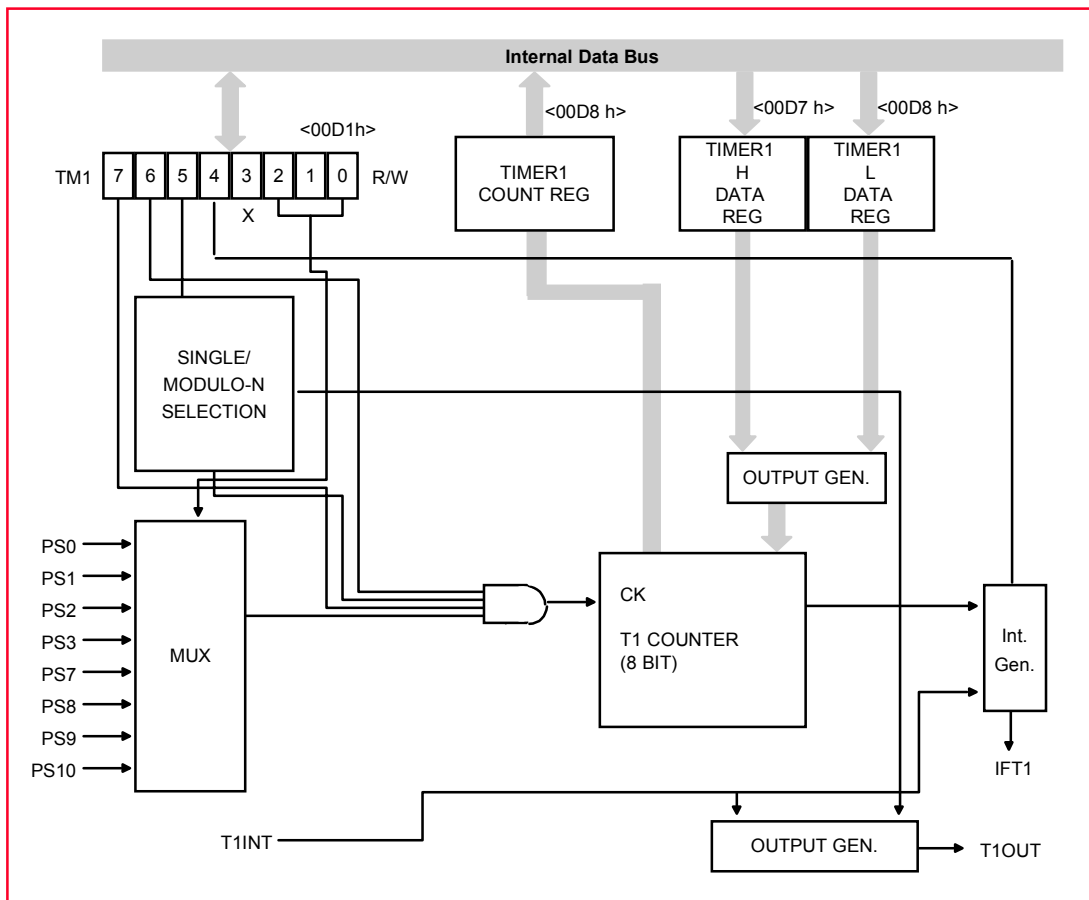 Internal Data Bus
<00D1h>
<00D8 h>
<00D7 h>
<00D8 h>
TM1 7 6 5 4 3 2 1 0 R/W
X
TIMER1
COUNT REG
TIMER1
H
DATA
REG
TIMER1
L
DATA
REG
SINGLE/
MODULO-N
SELECTION
OUTPUT GEN.
PS0
PS1
PS2
PS3
PS7
PS8
PS9
PS10
MUX
CK
T1 COUNTER
(8 BIT)
Int.
Gen.
IFT1
T1INT
OUTPUT GEN.
T1OUT